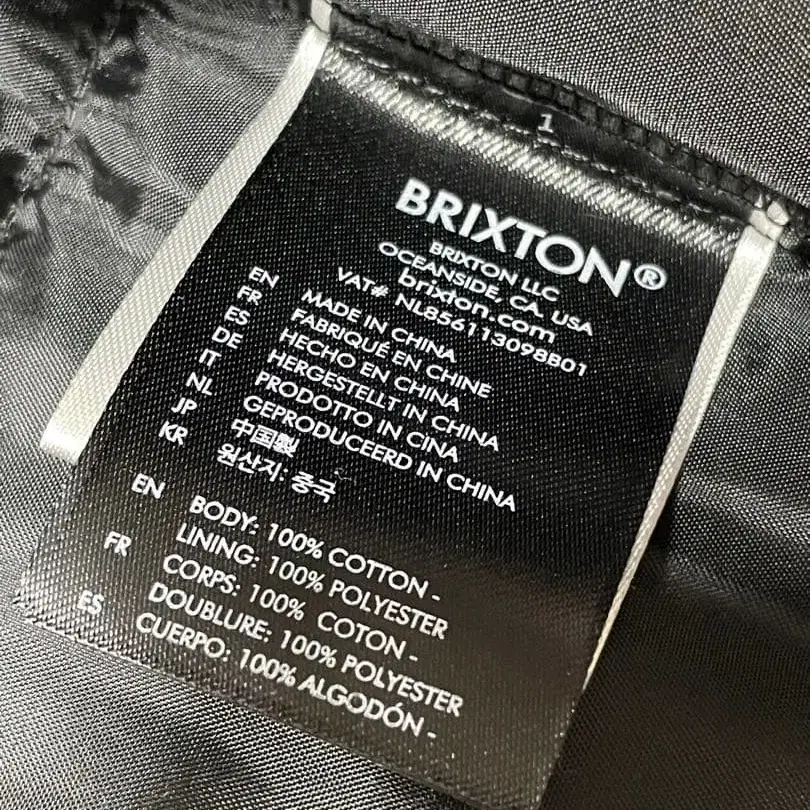 1
BRIXTON®
BRIXTON LLC
OCEANSIDE, CA, USA
brixton.com
VAT# NL856113098B01
EN MADE IN CHINA
FR FABRIQUÉ EN CHINE
ES HECHO EN CHINA
DE HERGESTELLT IN CHINA
IT PRODOTTO IN CINA
NL GEPRODUCEERD IN CHINA
JP 中国製
KR 원산지: 중국
EN BODY: 100% COTTON -
LINING: 100% POLYESTER
FR CORPS: 100% COTON -
DOUBLURE: 100% POLYESTER
ES CUERPO: 100% ALGODÓN -